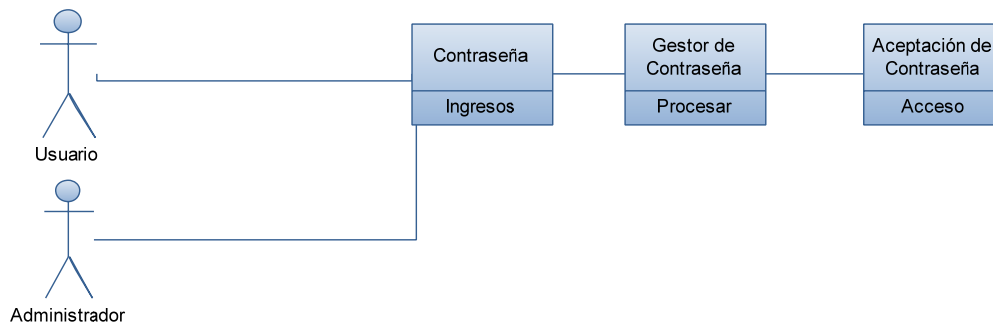 Contraseña
Ingresos
Gestor de
Contraseña
Procesar
Aceptación de
Contraseña
Acceso
Usuario
Administrador